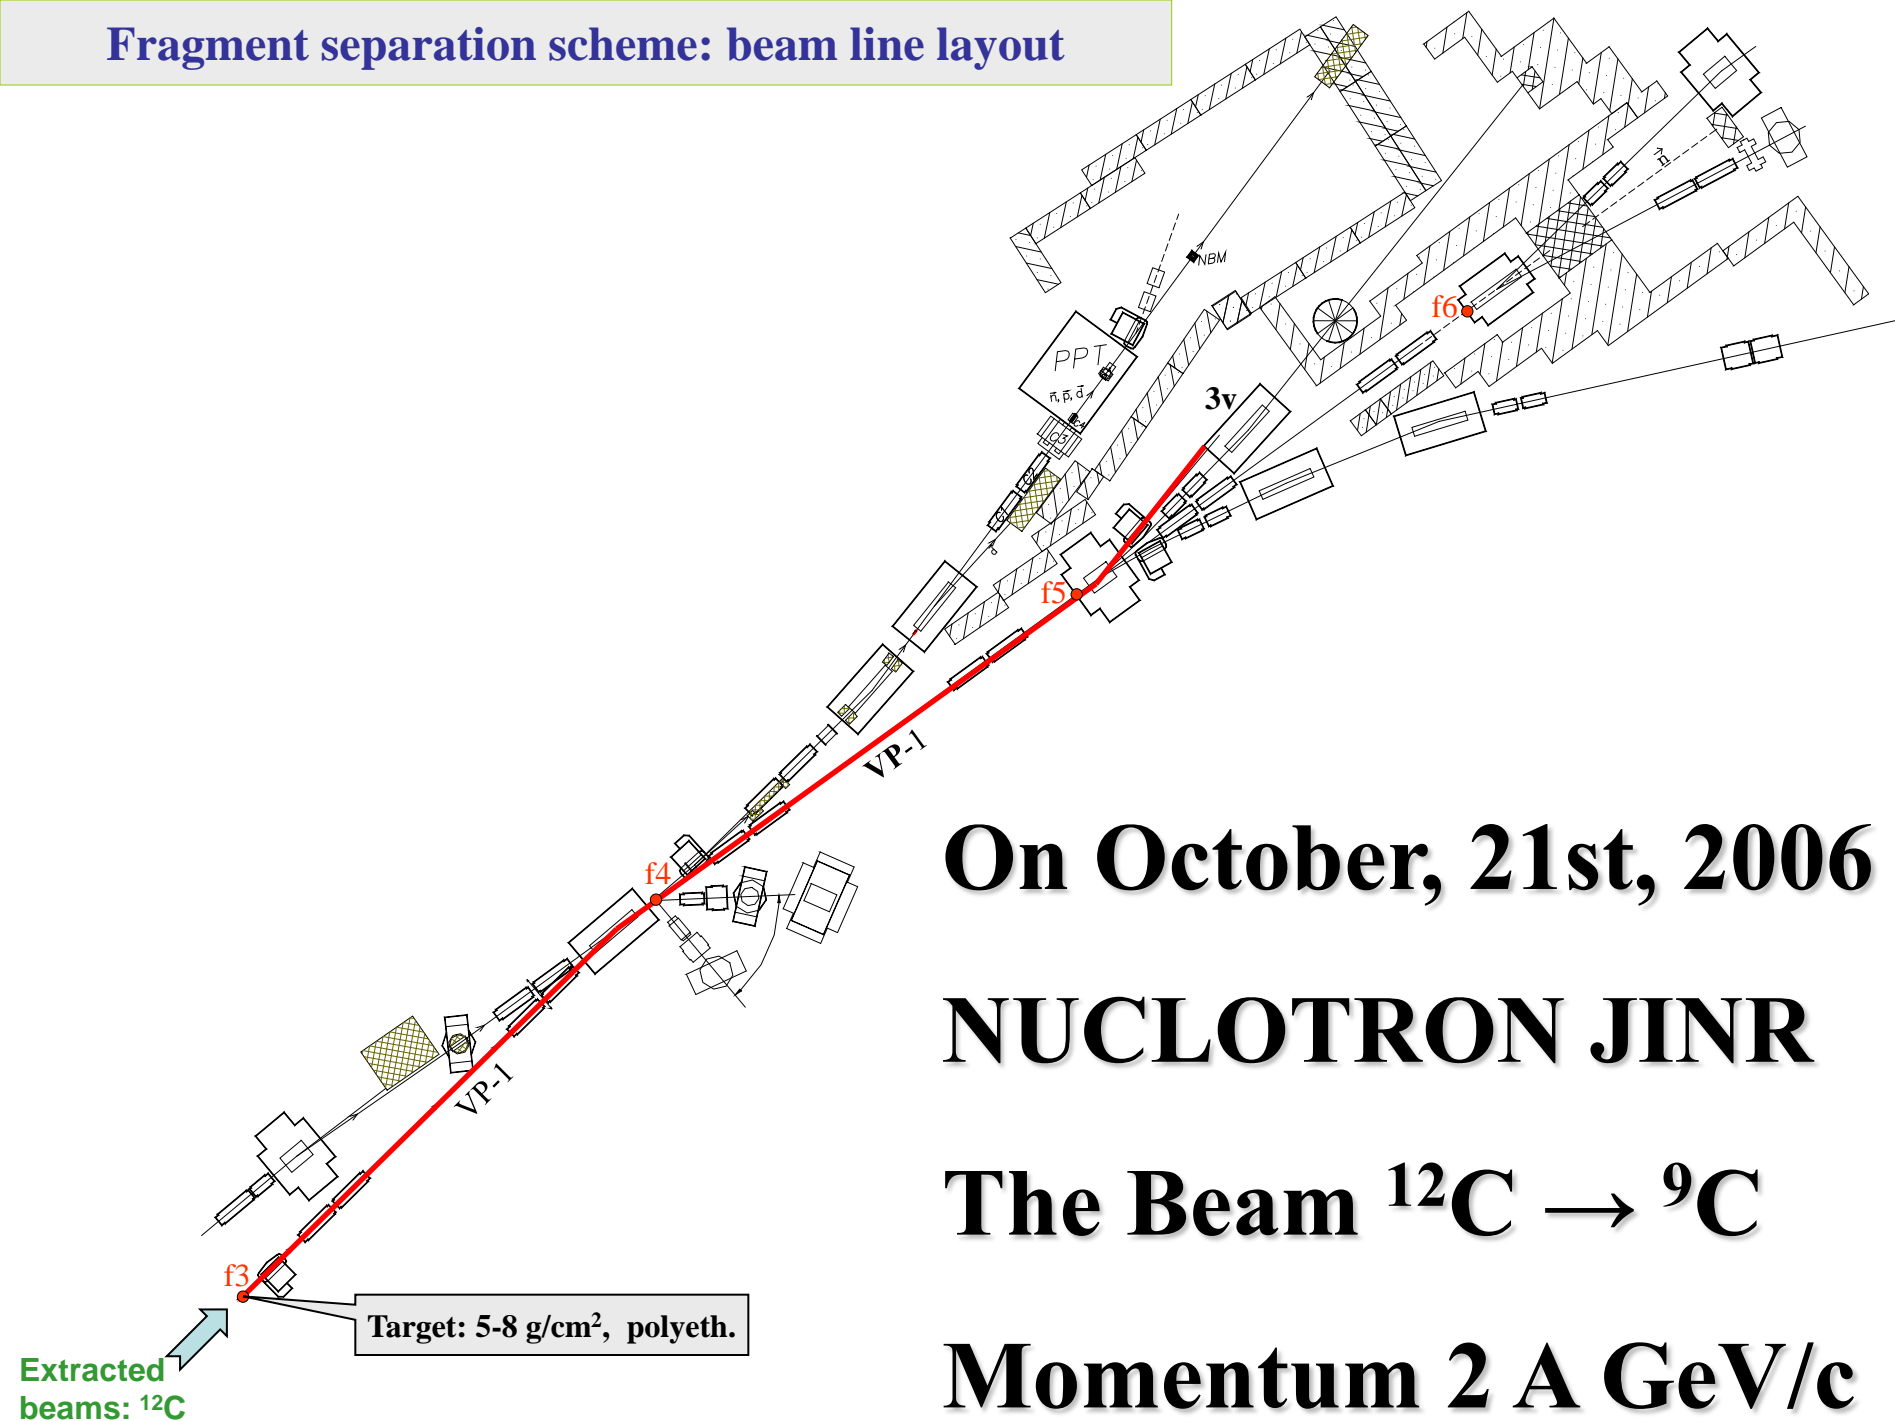 Fragment separation scheme: beam line layout
n
NBM
f6
PPT
n, p, d
3v
C3
C2
f5
VP-1
f4
VP-1
f3
Target: 5-8 g/cm², polyeth.
Extracted
beams: ¹²C
On October, 21st, 2006
NUCLOTRON JINR
The Beam ¹²C → ⁹C
Momentum 2 A GeV/c